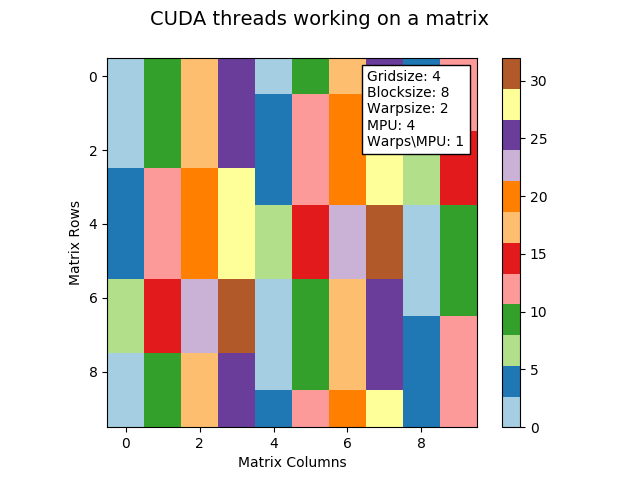 CUDA threads working on a matrix
Gridsize: 4
Blocksize: 8
Warpsize: 2
MPU: 4
Warps\MPU: 1
0
2
4
6
8
Matrix Rows
0 2 4 6 8
Matrix Columns
30
25
20
15
10
5
0